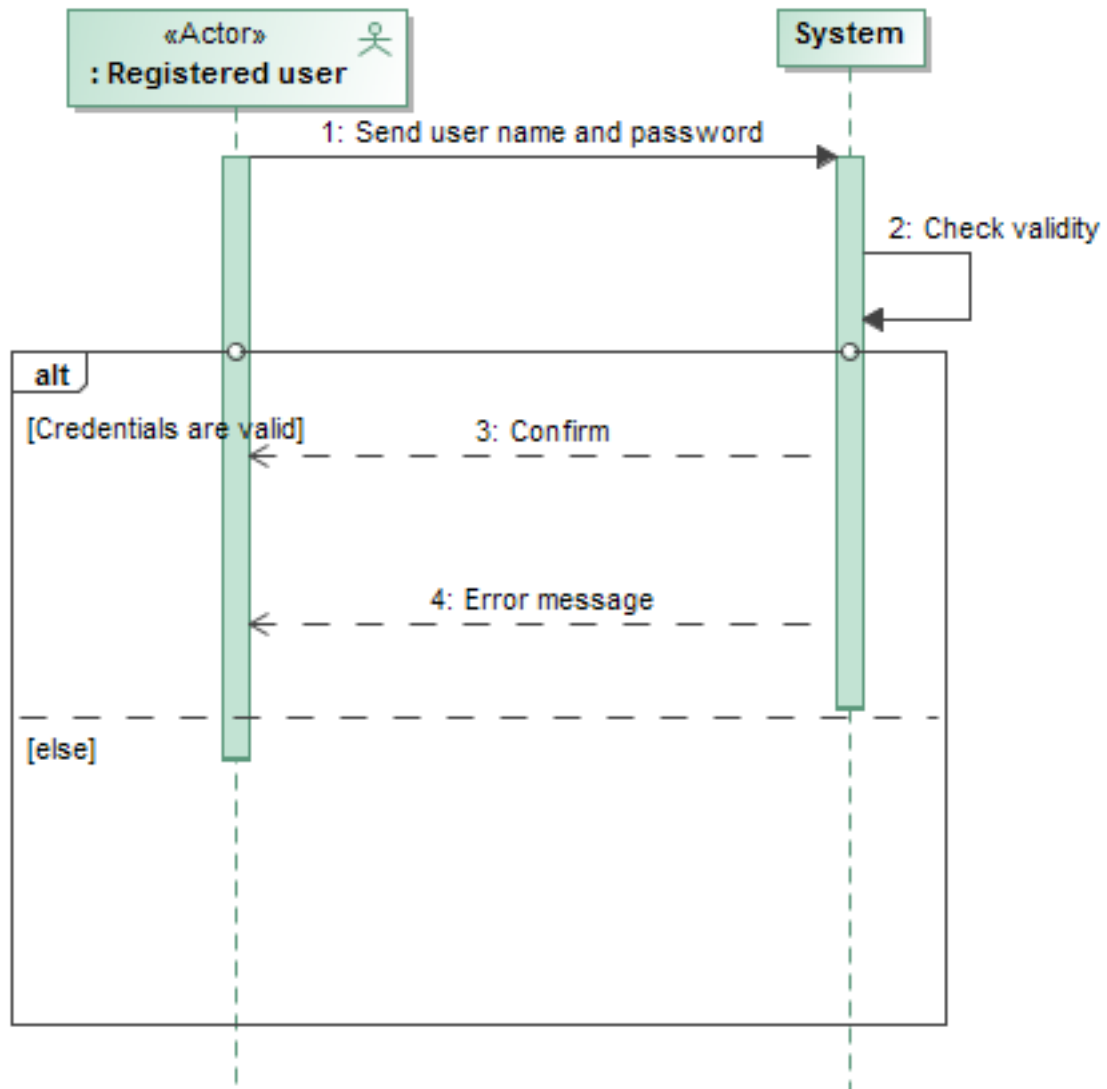 «Actor»
: Registered user
System
1: Send user name and password
2: Check validity
alt
[Credentials are valid]
3: Confirm
4: Error message
[else]